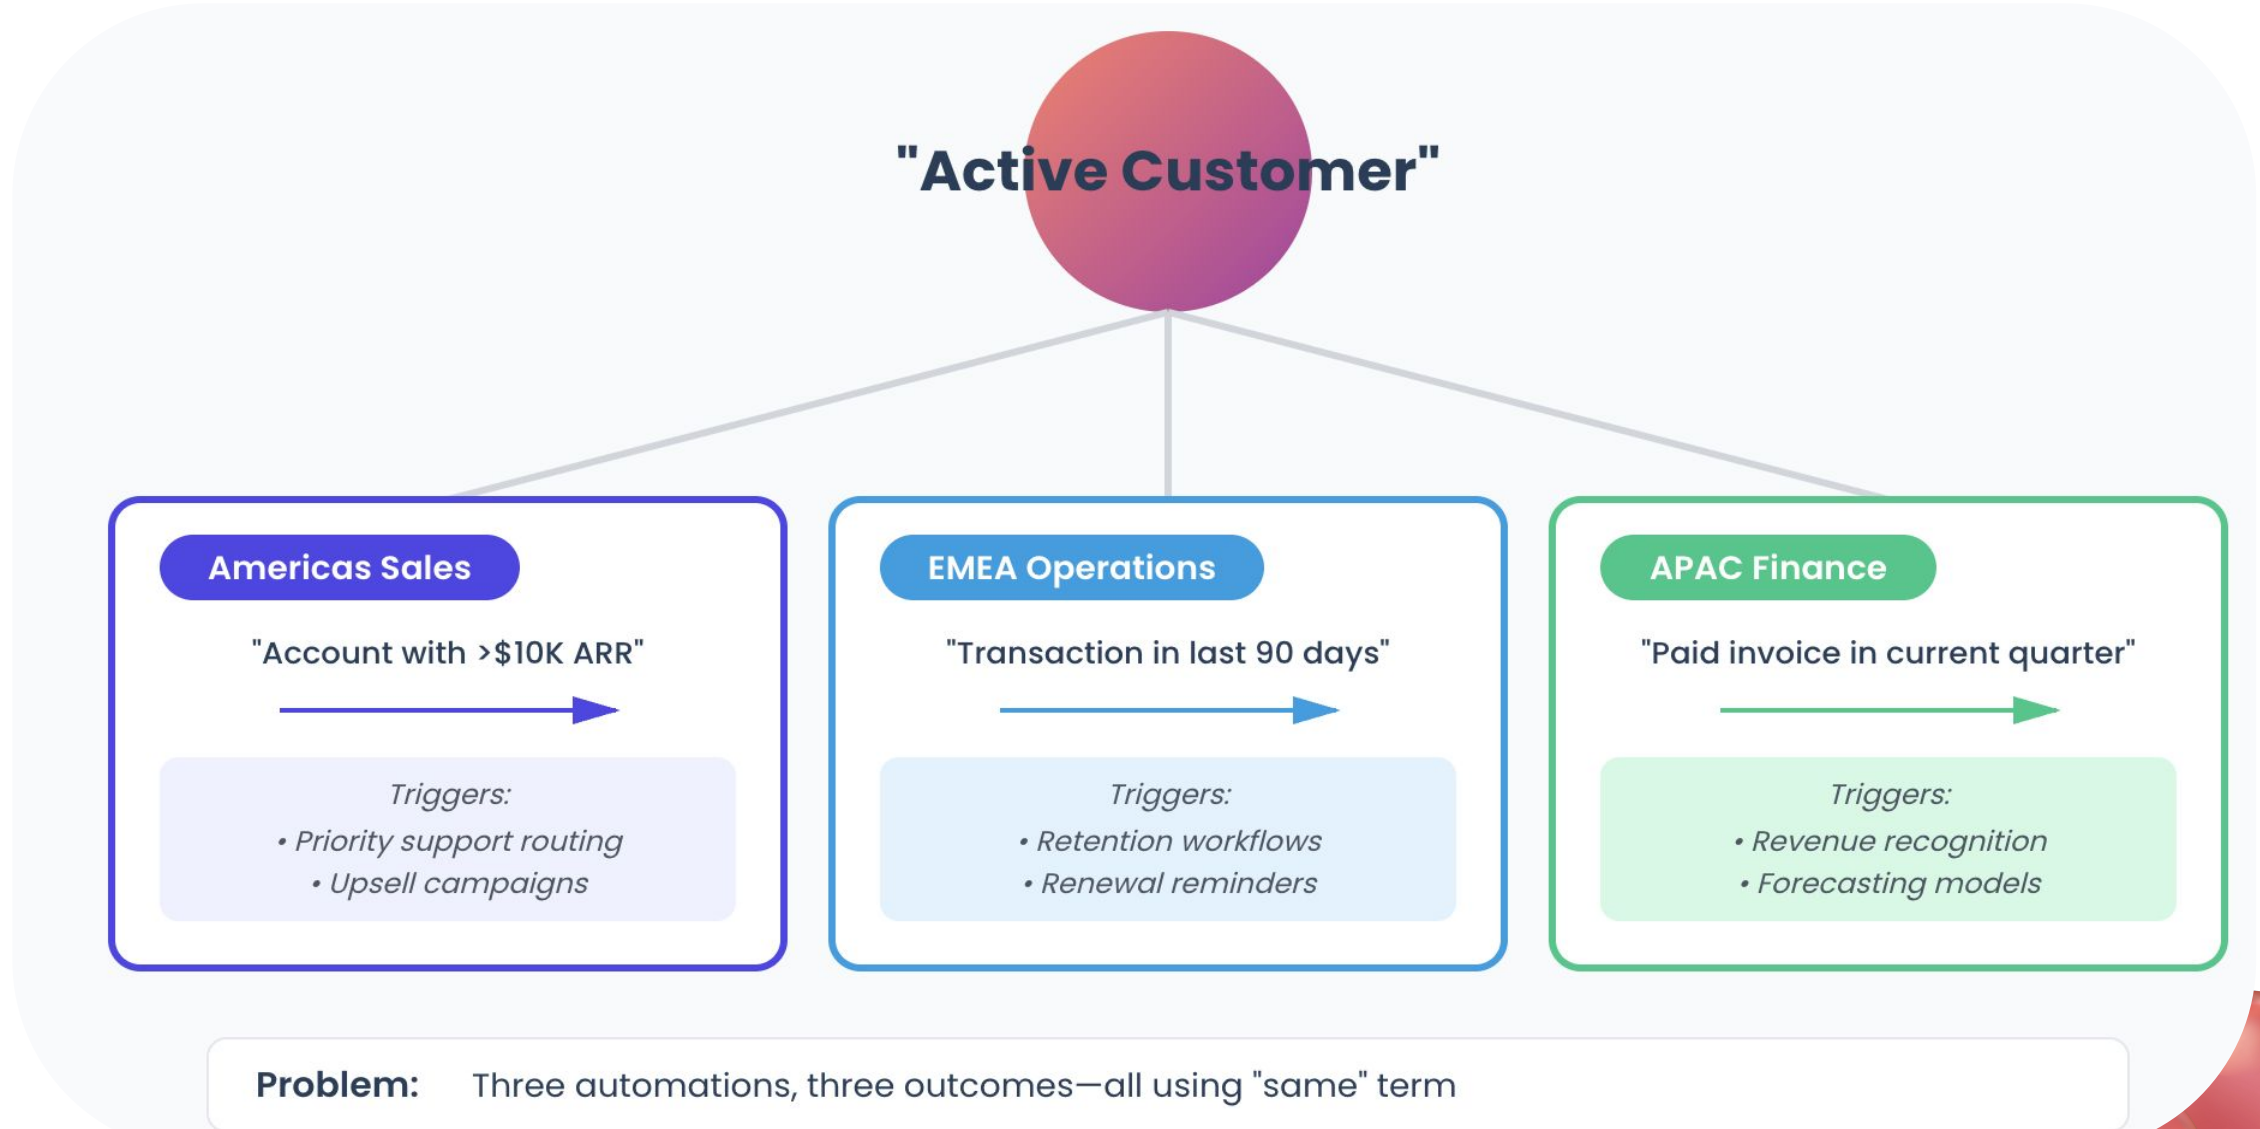 "Active Customer"
Americas Sales
"Account with >$10K ARR"
Triggers:
• Priority support routing
• Upsell campaigns
EMEA Operations
"Transaction in last 90 days"
Triggers:
• Retention workflows
• Renewal reminders
APAC Finance
"Paid invoice in current quarter"
Triggers:
• Revenue recognition
• Forecasting models
Problem: Three automations, three outcomes—all using "same" term